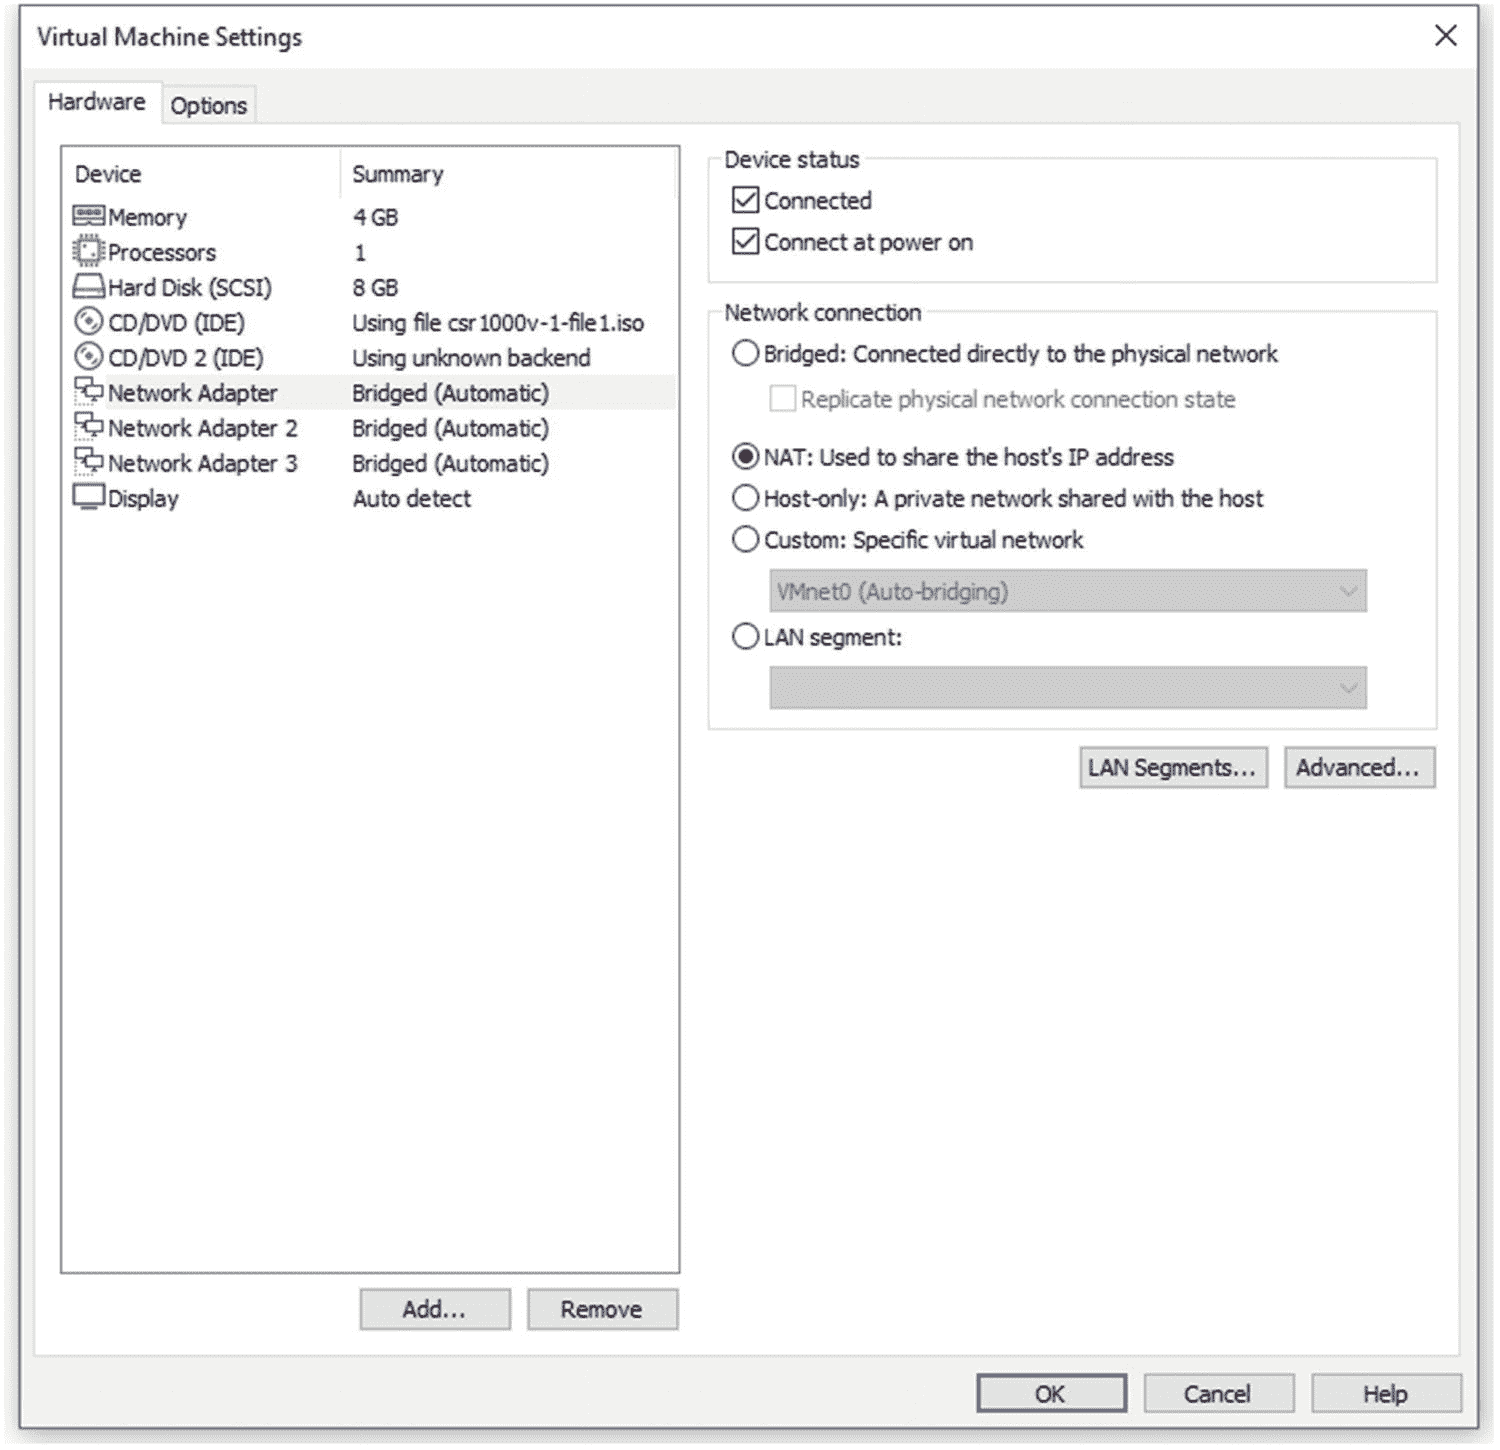 Virtual Machine Settings
Hardware
Options
Device Summary
Memory 4 GB
Processors 1
Hard Disk (SCSI) 8 GB
CD/DVD (IDE) Using file csr1000v-1-file1.iso
CD/DVD 2 (IDE) Using unknown backend
Network Adapter Bridged (Automatic)
Network Adapter 2 Bridged (Automatic)
Network Adapter 3 Bridged (Automatic)
Display Auto detect
Add...
Remove
Device status
Connected
Connect at power on
Network connection
Bridged: Connected directly to the physical network
Replicate physical network connection state
NAT: Used to share the host's IP address
Host-only: A private network shared with the host
Custom: Specific virtual network
VMnet0 (Auto-bridging)
LAN segment:
LAN Segments...
Advanced...
OK
Cancel
Help